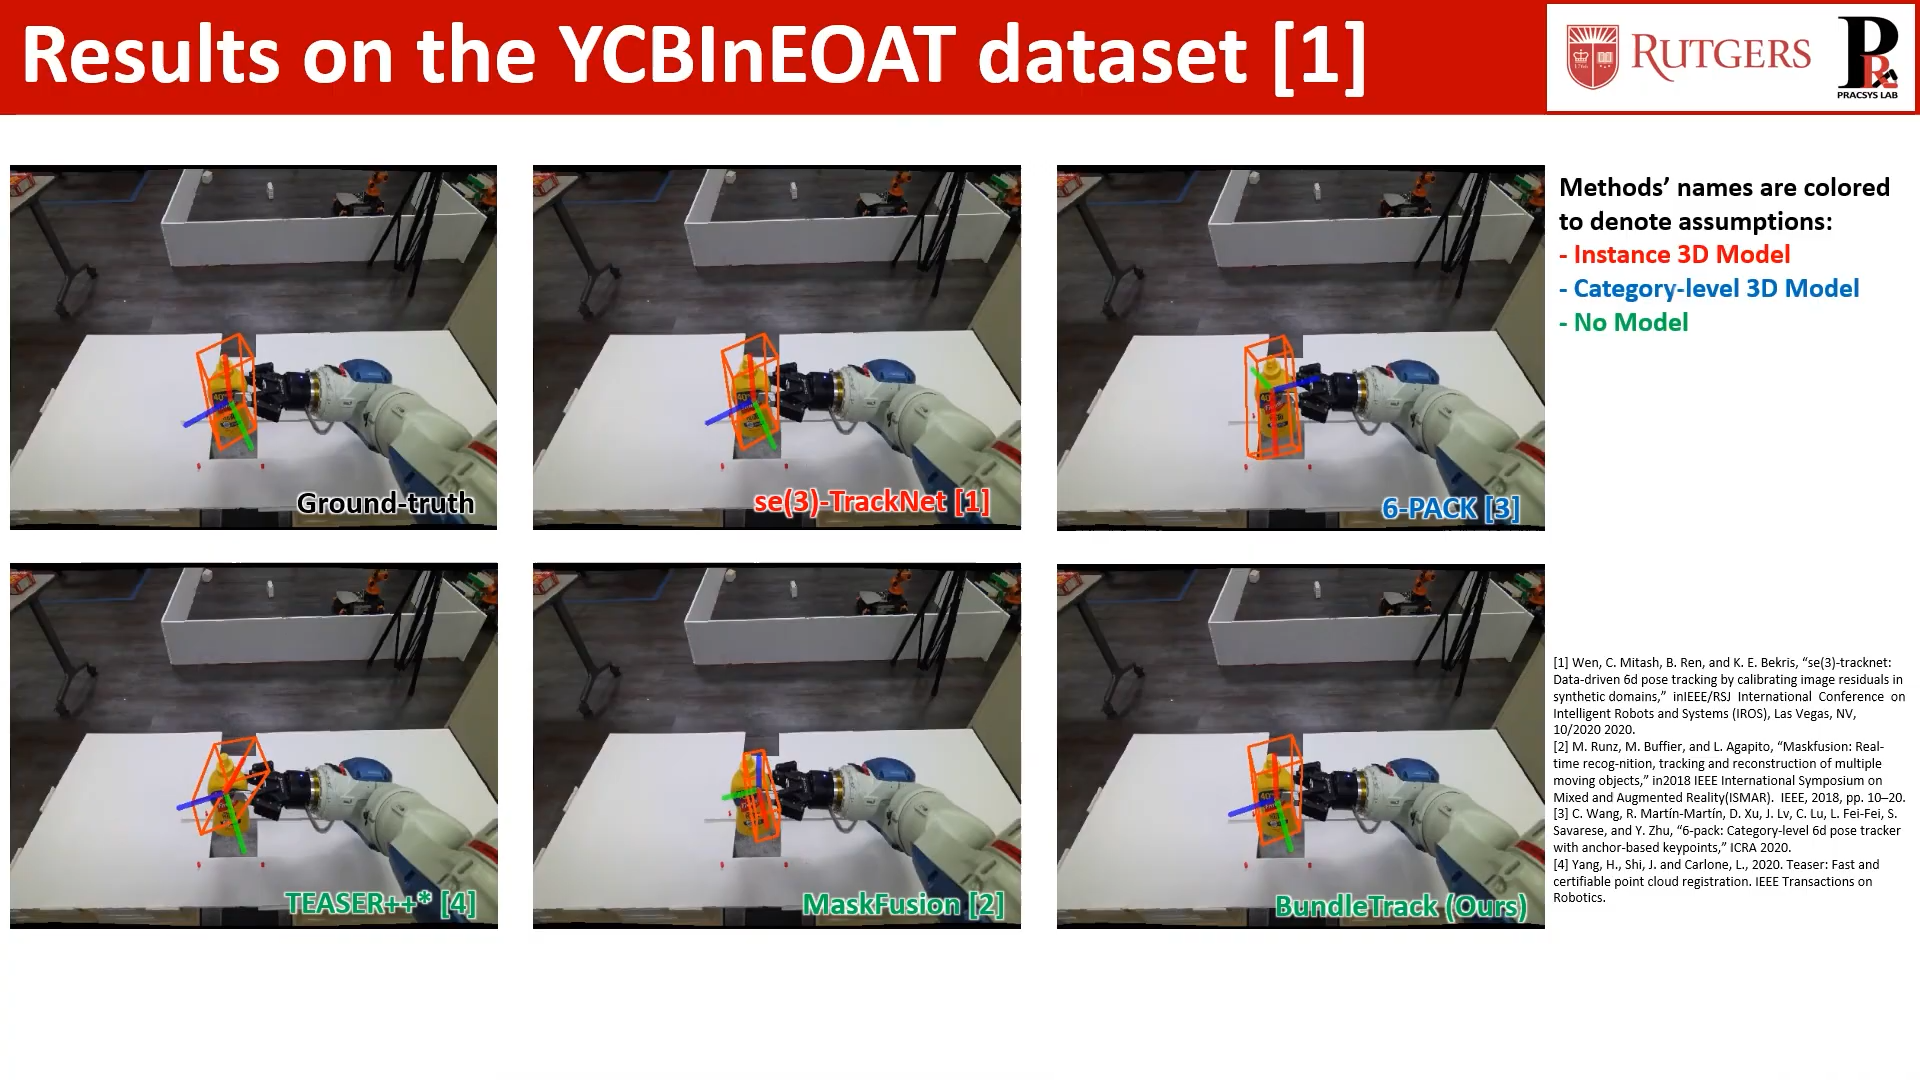 Results on the YCBInEOAT dataset [1]
RUTGERS
PRACSYS LAB
Methods’ names are colored
to denote assumptions:
- Instance 3D Model
- Category-level 3D Model
- No Model
Ground-truth
se(3)-TrackNet [1]
6-PACK [3]
TEASER++* [4]
MaskFusion [2]
BundleTrack (Ours)
[1] Wen, C. Mitash, B. Ren, and K. E. Bekris, “se(3)-tracknet:
Data-driven 6d pose tracking by calibrating image residuals in
synthetic domains,” inIEEE/RSJ International Conference on
Intelligent Robots and Systems (IROS), Las Vegas, NV,
10/2020 2020.
[2] M. Runz, M. Buffier, and L. Agapito, “Maskfusion: Real-
time recog-nition, tracking and reconstruction of multiple
moving objects,” in2018 IEEE International Symposium on
Mixed and Augmented Reality(ISMAR). IEEE, 2018, pp. 10–20.
[3] C. Wang, R. Martín-Martín, D. Xu, J. Lv, C. Lu, L. Fei-Fei, S.
Savarese, and Y. Zhu, “6-pack: Category-level 6d pose tracker
with anchor-based keypoints,” ICRA 2020.
[4] Yang, H., Shi, J. and Carlone, L., 2020. Teaser: Fast and
certifiable point cloud registration. IEEE Transactions on
Robotics.